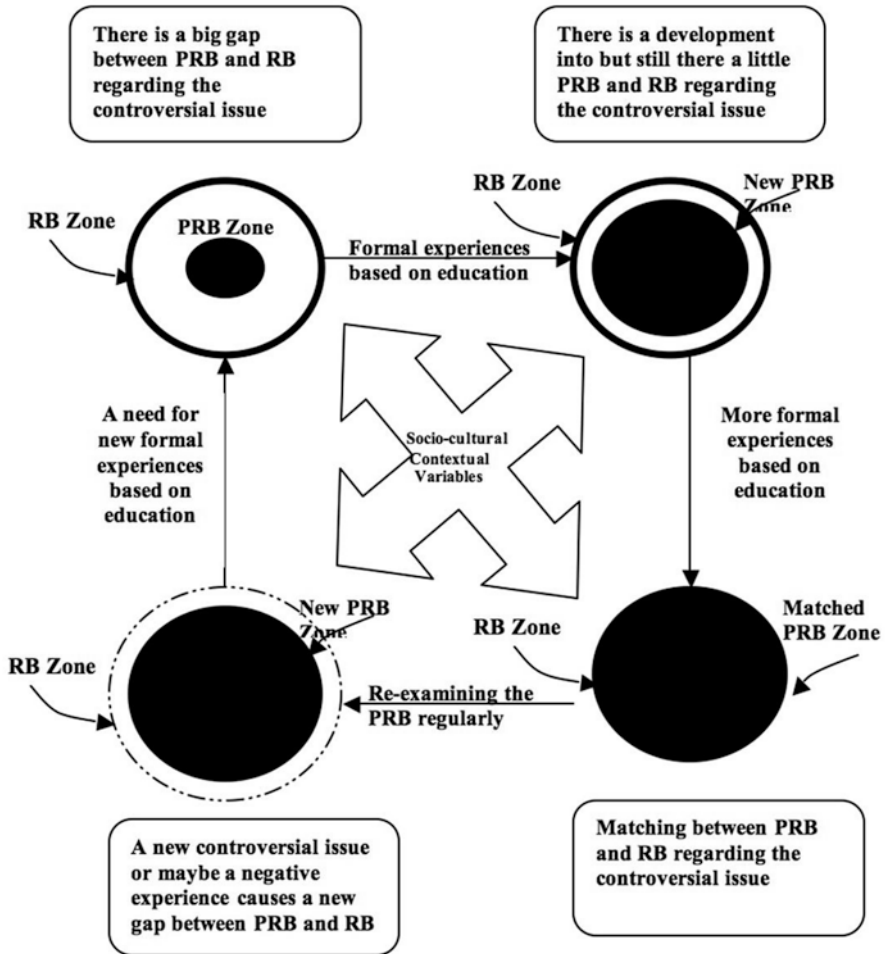 There is a big gap
between PRB and RB
regarding the
controversial issue
There is a development
into but still there a little
PRB and RB regarding
the controversial issue
RB Zone
PRB Zone
Formal experiences
based on education
RB Zone
New PRB
Zone
A need for
new formal
experiences
based on
education
Socio-cultural
Contextual
Variables
More formal
experiences
based on
education
RB Zone
New PRB
Zone
Re-examining the
PRB regularly
RB Zone
Matched
PRB Zone
A new controversial issue
or maybe a negative
experience causes a new
gap between PRB and RB
Matching between PRB
and RB regarding the
controversial issue